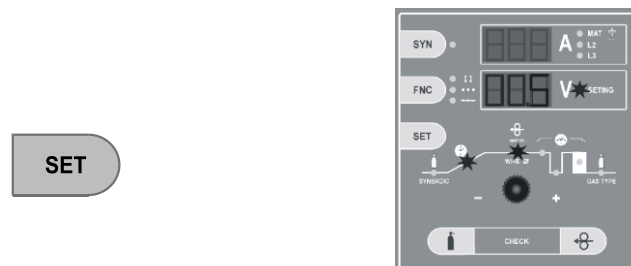 SET
SYN
A
MAT
L2
L3
FNC
00.5
V
SETING
SET
SYNERGIC
WIRE Ø
GAS TYPE
- +
CHECK